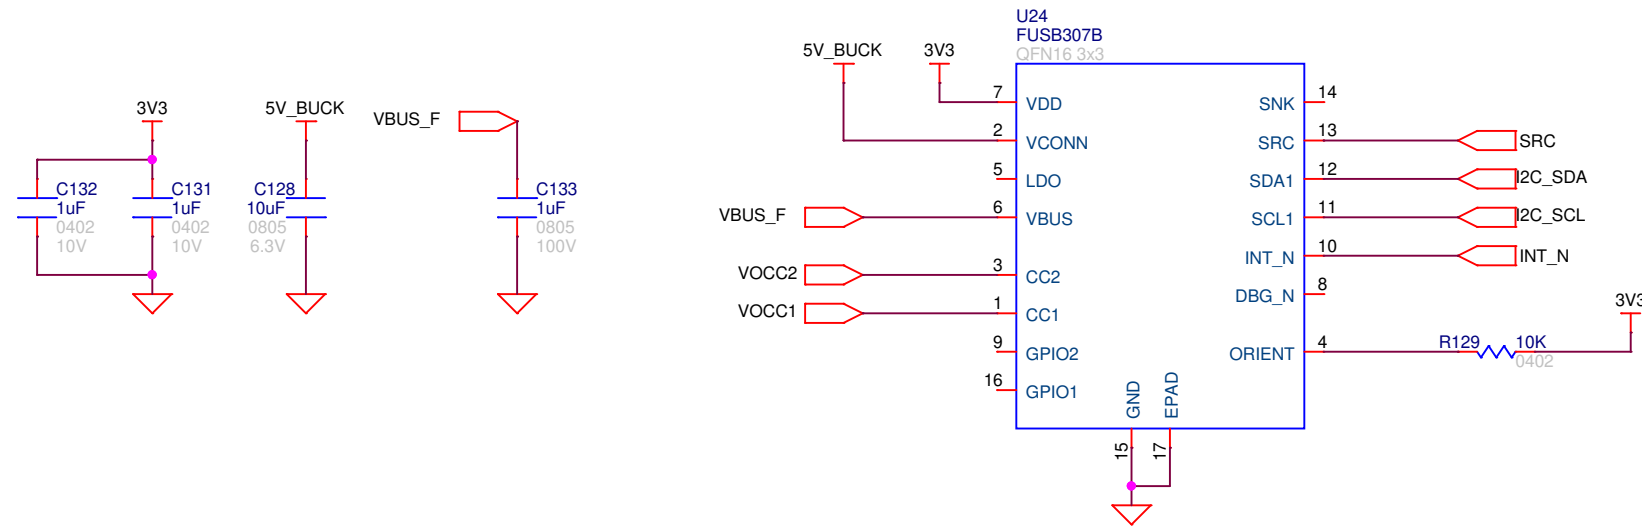 U24
FUSB307B
QFN16 3x3
5V_BUCK
3V3
7
VDD
SNK
14
3V3
5V_BUCK
VBUS_F
2
VCONN
SRC
13
SRC
C132
1uF
0402
10V
C131
1uF
0402
10V
C128
10uF
0805
6.3V
C133
1uF
0805
100V
5
LDO
SDA1
12
I2C_SDA
VBUS_F
6
VBUS
SCL1
11
I2C_SCL
INT_N
10
INT_N
VOCC2
3
CC2
DBG_N
8
VOCC1
1
CC1
3V3
9
GPIO2
ORIENT
4
R129
10K
0402
16
GPIO1
GND
EPAD
15
17